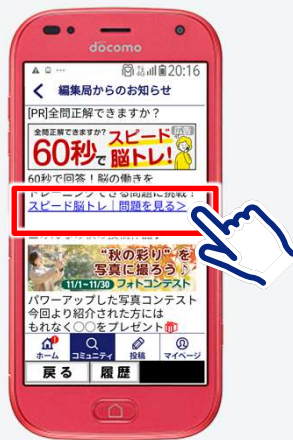 döcomo
20:16
編集局からのお知らせ
[PR]全問正解できますか？
全問正解できますか？
スピード
広告
60秒で脳トレ!
60秒で回答！脳の働きを
トレーニングできる問題に挑戦！
スピード脳トレ｜問題を見る＞
“秋の彩り”を
写真に撮ろう♪
11/1~11/30 フォトコンテスト
パワーアップした写真コンテスト
今回より紹介された方には
もれなく〇〇をプレゼント
ホーム コミュニティ 投稿 マイページ
戻る 履歴